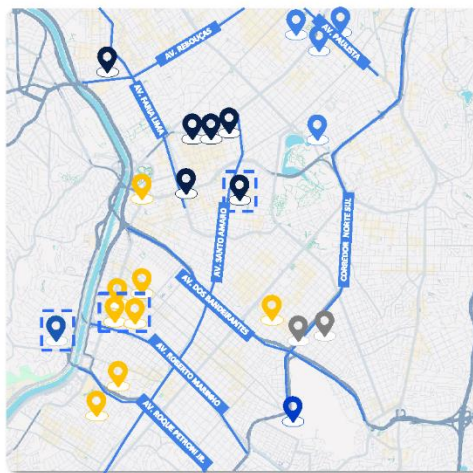 AV. REBOUÇAS
AV. PAULISTA
AV. FARIA LIMA
AV. SANTO AMARO
CORREDOR NORTE SUL
AV. DOS BANDEIRANTES
AV. ROBERTO MARINHO
AV. ROQUE PETRONI JR.